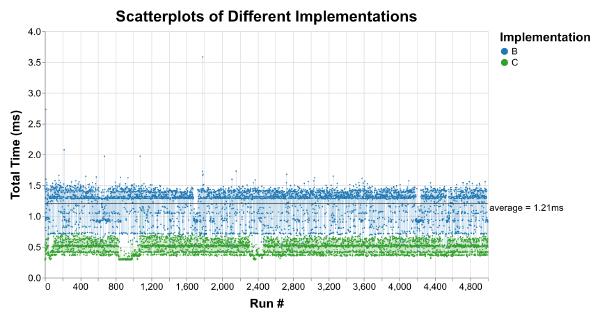 Scatterplots of Different Implementations
Implementation
B
C
Total Time (ms)
4.0
3.5
3.0
2.5
2.0
1.5
1.0
0.5
0.0
average = 1.21ms
0 400 800 1,200 1,600 2,000 2,400 2,800 3,200 3,600 4,000 4,400 4,800
Run #